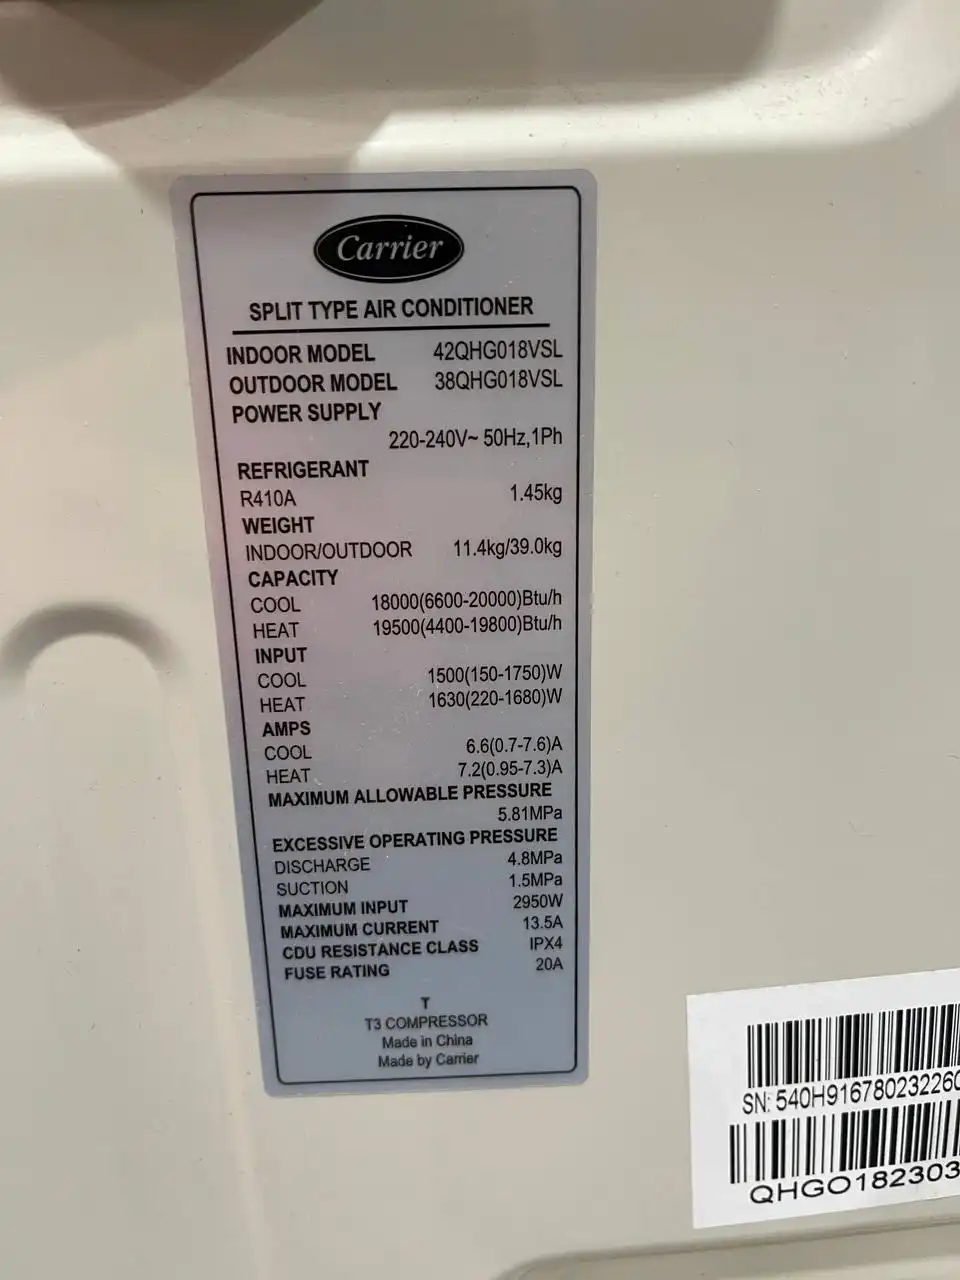 Carrier
SPLIT TYPE AIR CONDITIONER
INDOOR MODEL 42QHG018VSL
OUTDOOR MODEL 38QHG018VSL
POWER SUPPLY
220-240V~ 50Hz,1Ph
REFRIGERANT
R410A 1.45kg
WEIGHT
INDOOR/OUTDOOR 11.4kg/39.0kg
CAPACITY
COOL 18000(6600-20000)Btu/h
HEAT 19500(4400-19800)Btu/h
INPUT
COOL 1500(150-1750)W
HEAT 1630(220-1680)W
AMPS
COOL 6.6(0.7-7.6)A
HEAT 7.2(0.95-7.3)A
MAXIMUM ALLOWABLE PRESSURE
5.81MPa
EXCESSIVE OPERATING PRESSURE
DISCHARGE 4.8MPa
SUCTION 1.5MPa
MAXIMUM INPUT 2950W
MAXIMUM CURRENT 13.5A
CDU RESISTANCE CLASS IPX4
FUSE RATING 20A
T
T3 COMPRESSOR
Made in China
Made by Carrier
SN: 540H91678023226
QHGO182303